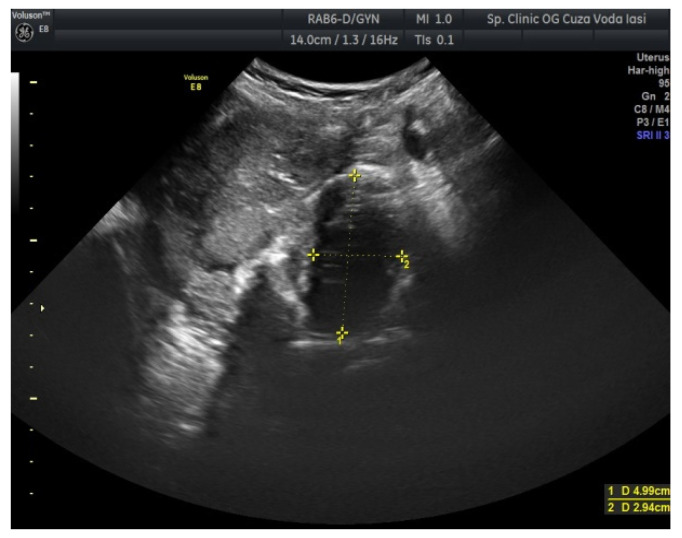 Voluson™
E8
RAB6-D/GYN
MI 1.0
Sp. Clinic OG Cuza Voda Iasi
14.0cm / 1.3 / 16Hz
TIs 0.1
Voluson
E8
Uterus
Har-high
95
Gn 2
C8 / M4
P3 / E1
SRI II 3
2
1
1 D 4.99cm
2 D 2.94cm